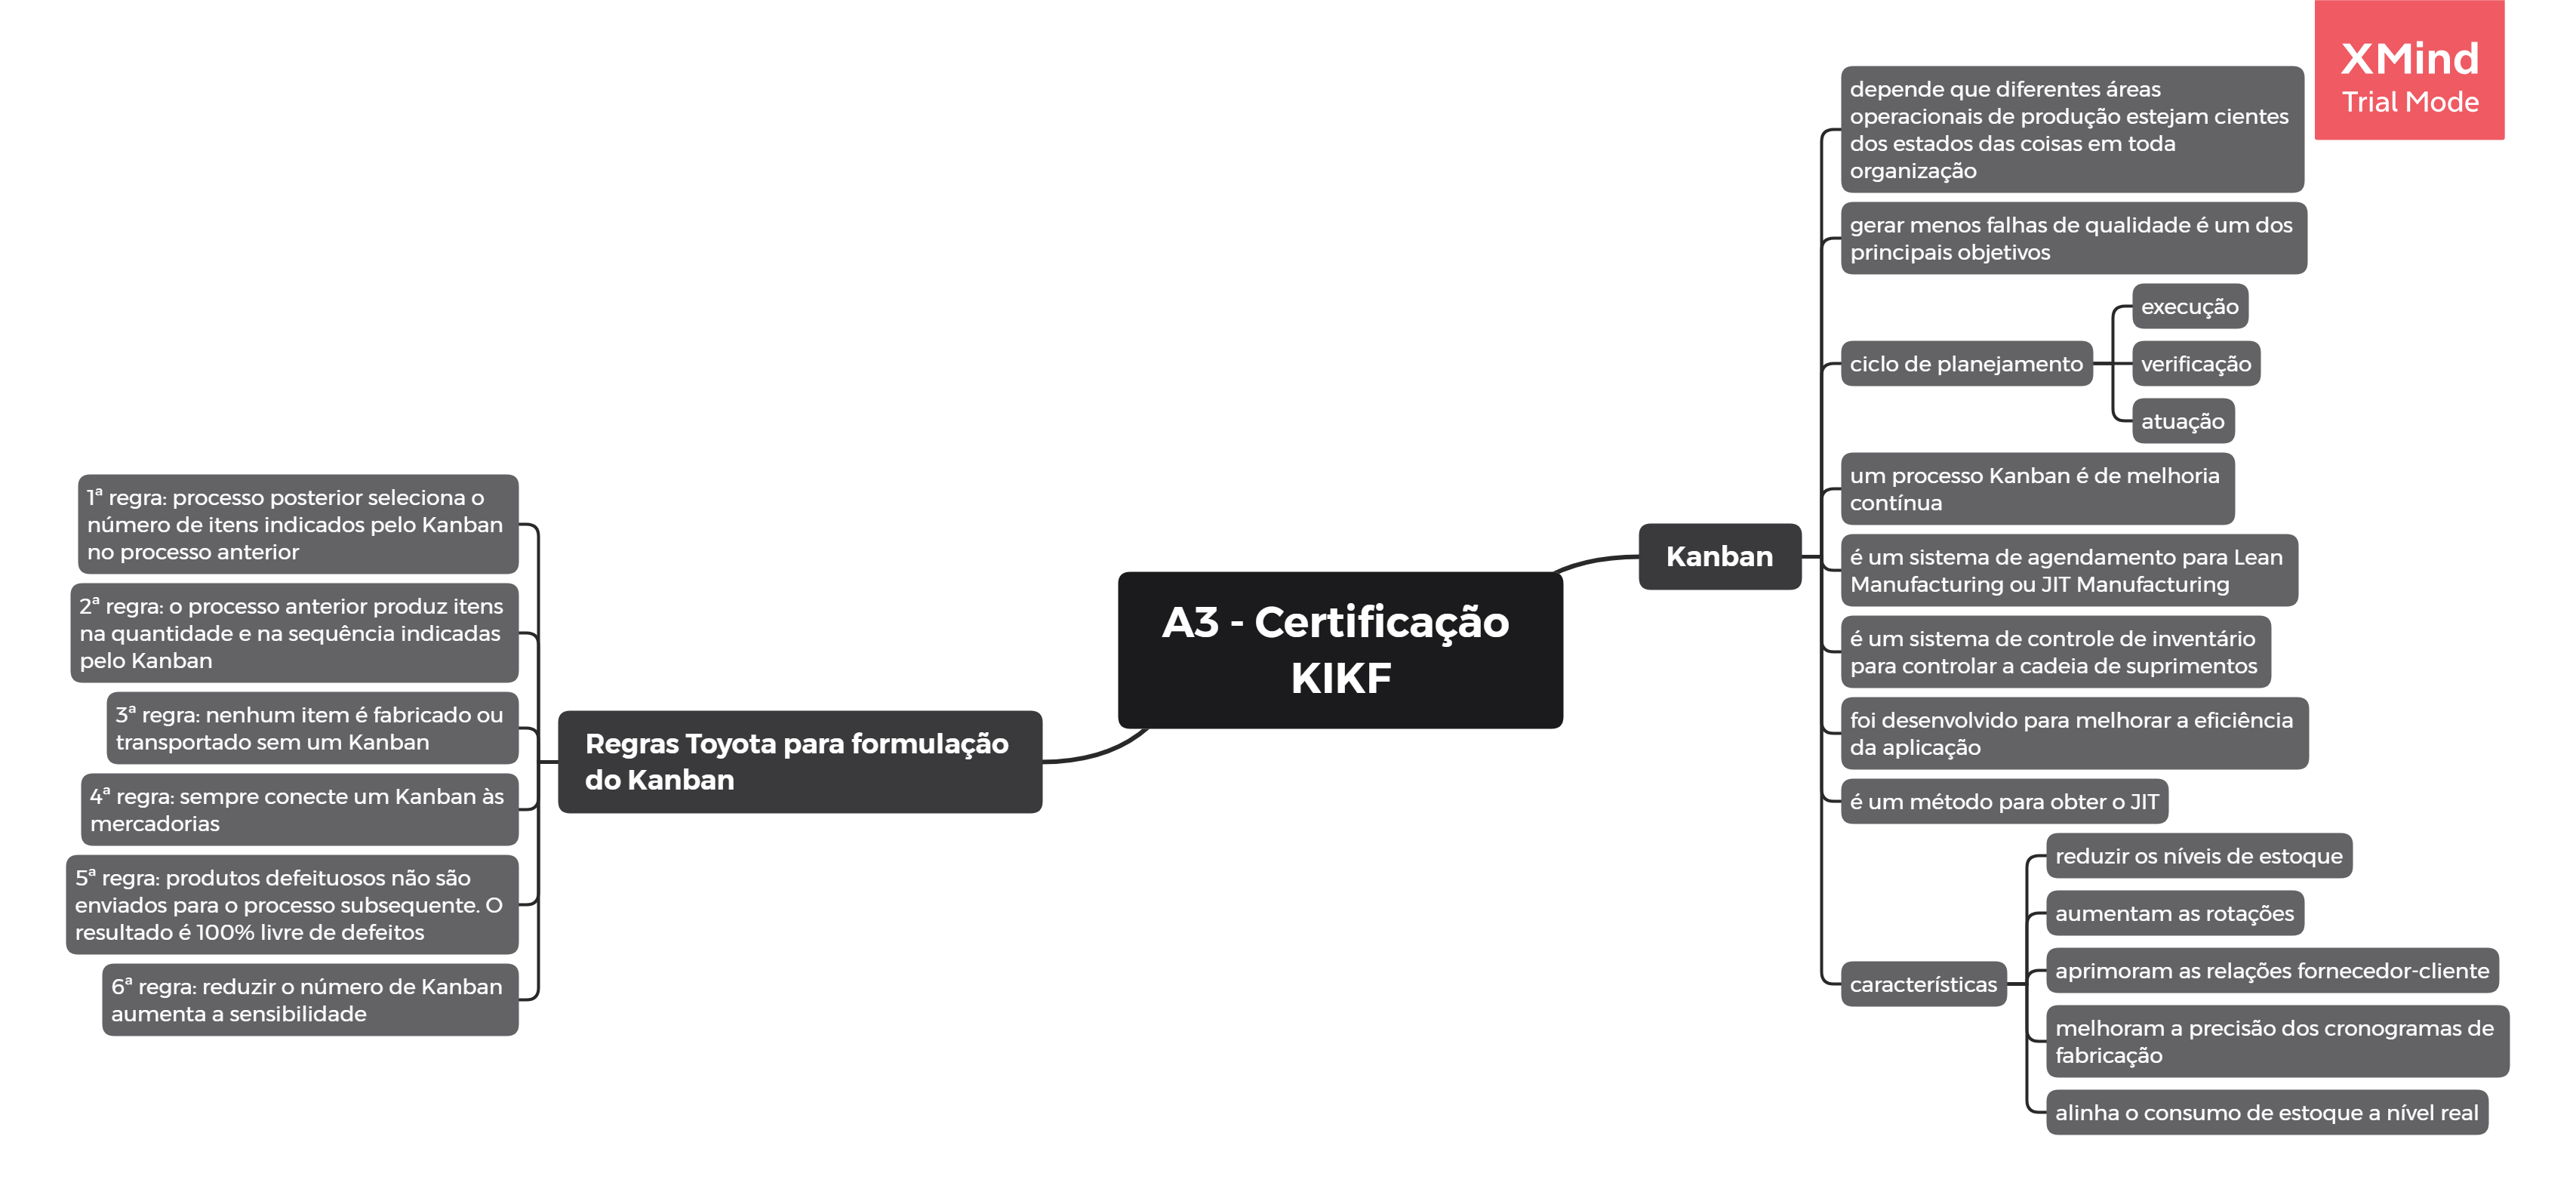 XMind
Trial Mode
A3 - Certificação
KIKF
Kanban
depende que diferentes áreas
operacionais de produção estejam cientes
dos estados das coisas em toda
organização
gerar menos falhas de qualidade é um dos
principais objetivos
ciclo de planejamento
execução
verificação
atuação
um processo Kanban é de melhoria
contínua
é um sistema de agendamento para Lean
Manufacturing ou JIT Manufacturing
é um sistema de controle de inventário
para controlar a cadeia de suprimentos
foi desenvolvido para melhorar a eficiência
da aplicação
é um método para obter o JIT
características
reduzir os níveis de estoque
aumentam as rotações
aprimoram as relações fornecedor-cliente
melhoram a precisão dos cronogramas de
fabricação
alinha o consumo de estoque a nível real
Regras Toyota para formulação
do Kanban
1ª regra: processo posterior seleciona o
número de itens indicados pelo Kanban
no processo anterior
2ª regra: o processo anterior produz itens
na quantidade e na sequência indicadas
pelo Kanban
3ª regra: nenhum item é fabricado ou
transportado sem um Kanban
4ª regra: sempre conecte um Kanban às
mercadorias
5ª regra: produtos defeituosos não são
enviados para o processo subsequente. O
resultado é 100% livre de defeitos
6ª regra: reduzir o número de Kanban
aumenta a sensibilidade